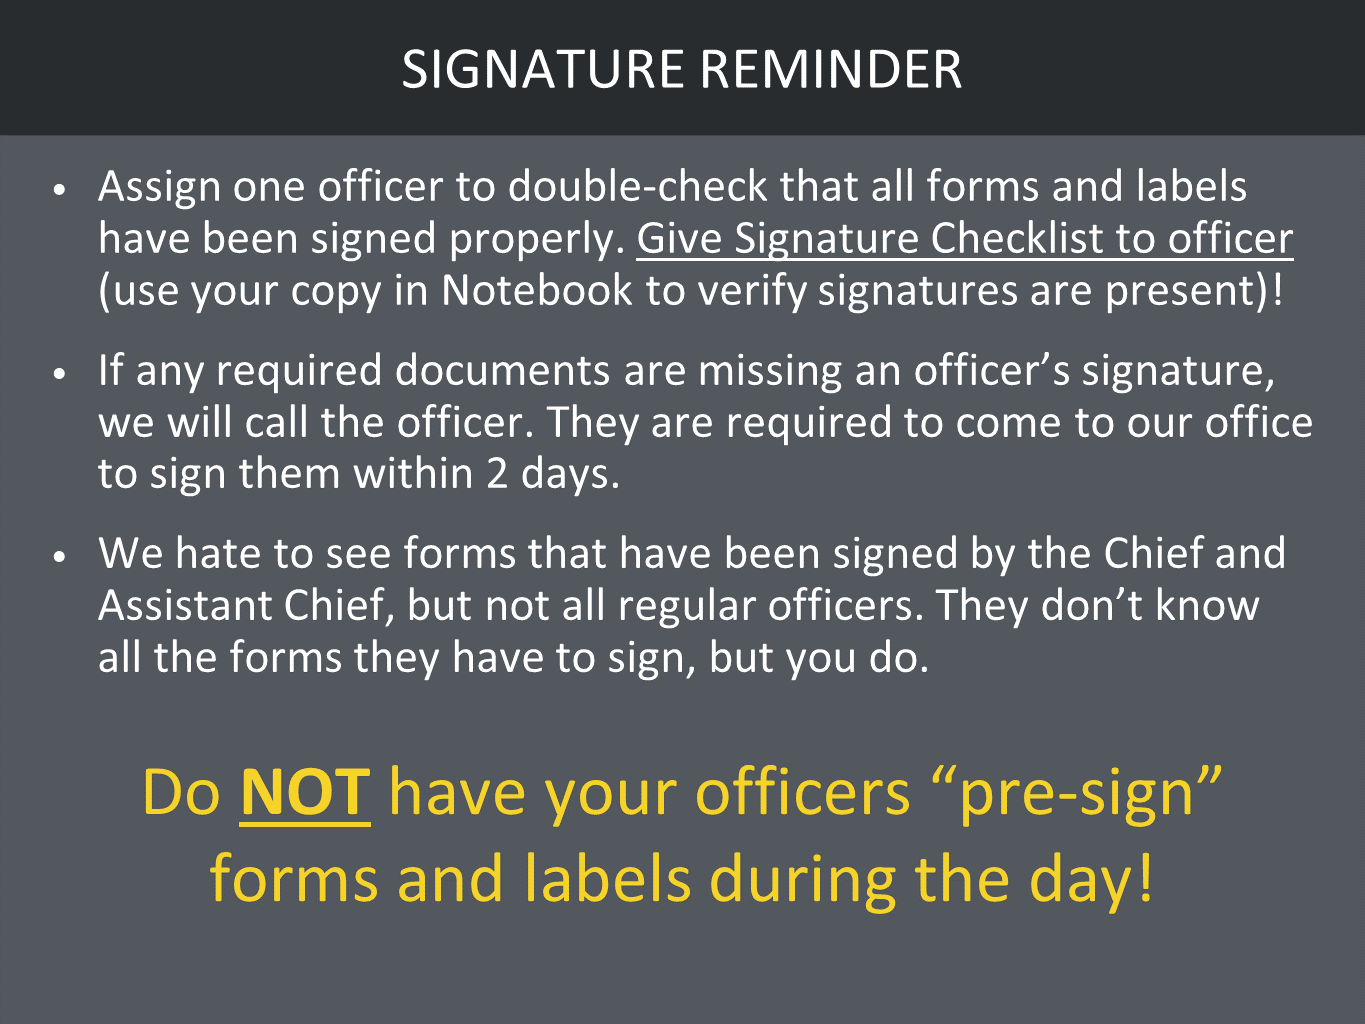 SIGNATURE REMINDER
• Assign one officer to double-check that all forms and labels
have been signed properly. Give Signature Checklist to officer
(use your copy in Notebook to verify signatures are present)!
• If any required documents are missing an officer’s signature,
we will call the officer. They are required to come to our office
to sign them within 2 days.
• We hate to see forms that have been signed by the Chief and
Assistant Chief, but not all regular officers. They don’t know
all the forms they have to sign, but you do.
Do NOT have your officers “pre-sign”
forms and labels during the day!